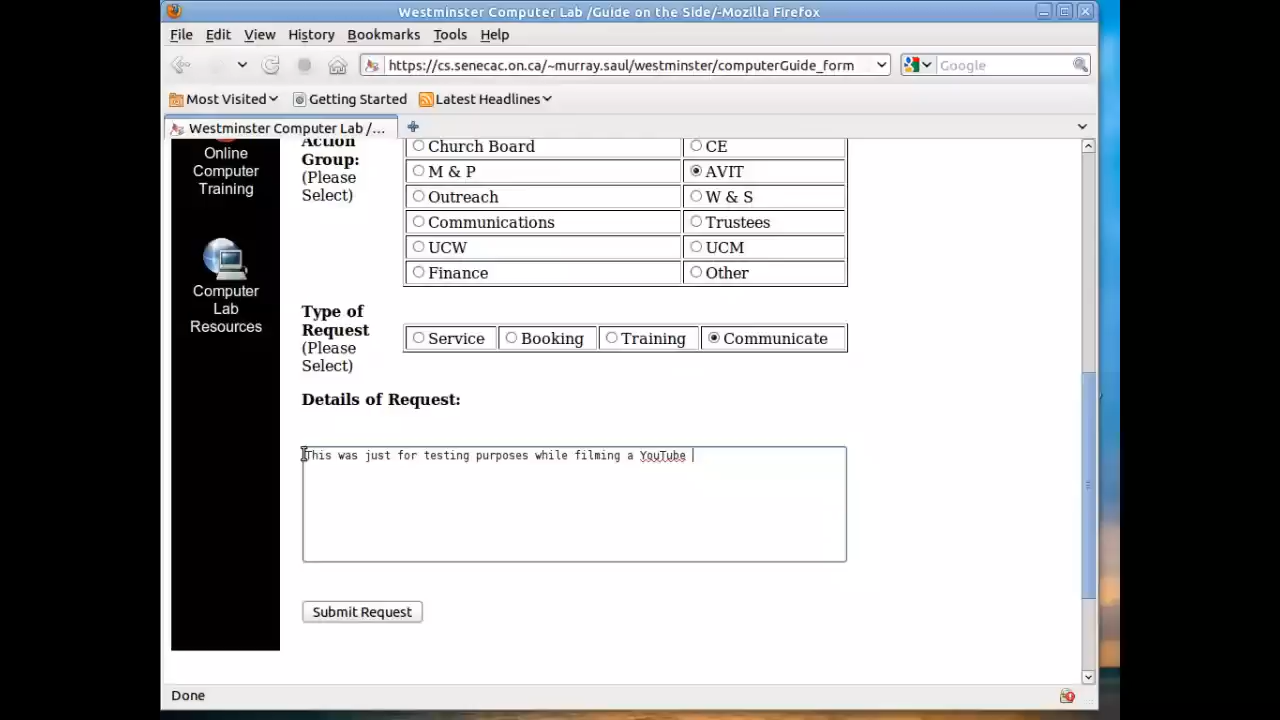 Westminster Computer Lab /Guide on the Side/-Mozilla Firefox
File Edit View History Bookmarks Tools Help
https://cs.senecac.on.ca/~murray.saul/westminster/computerGuide_form
Google
Most Visited Getting Started Latest Headlines
Westminster Computer Lab /...
Online
Computer
Training
Computer
Lab
Resources
Action
Group:
(Please
Select)
Church Board CE
M & P AVIT
Outreach W & S
Communications Trustees
UCW UCM
Finance Other
Type of
Request
(Please
Select)
Service Booking Training Communicate
Details of Request:
This was just for testing purposes while filming a YouTube
Submit Request
Done